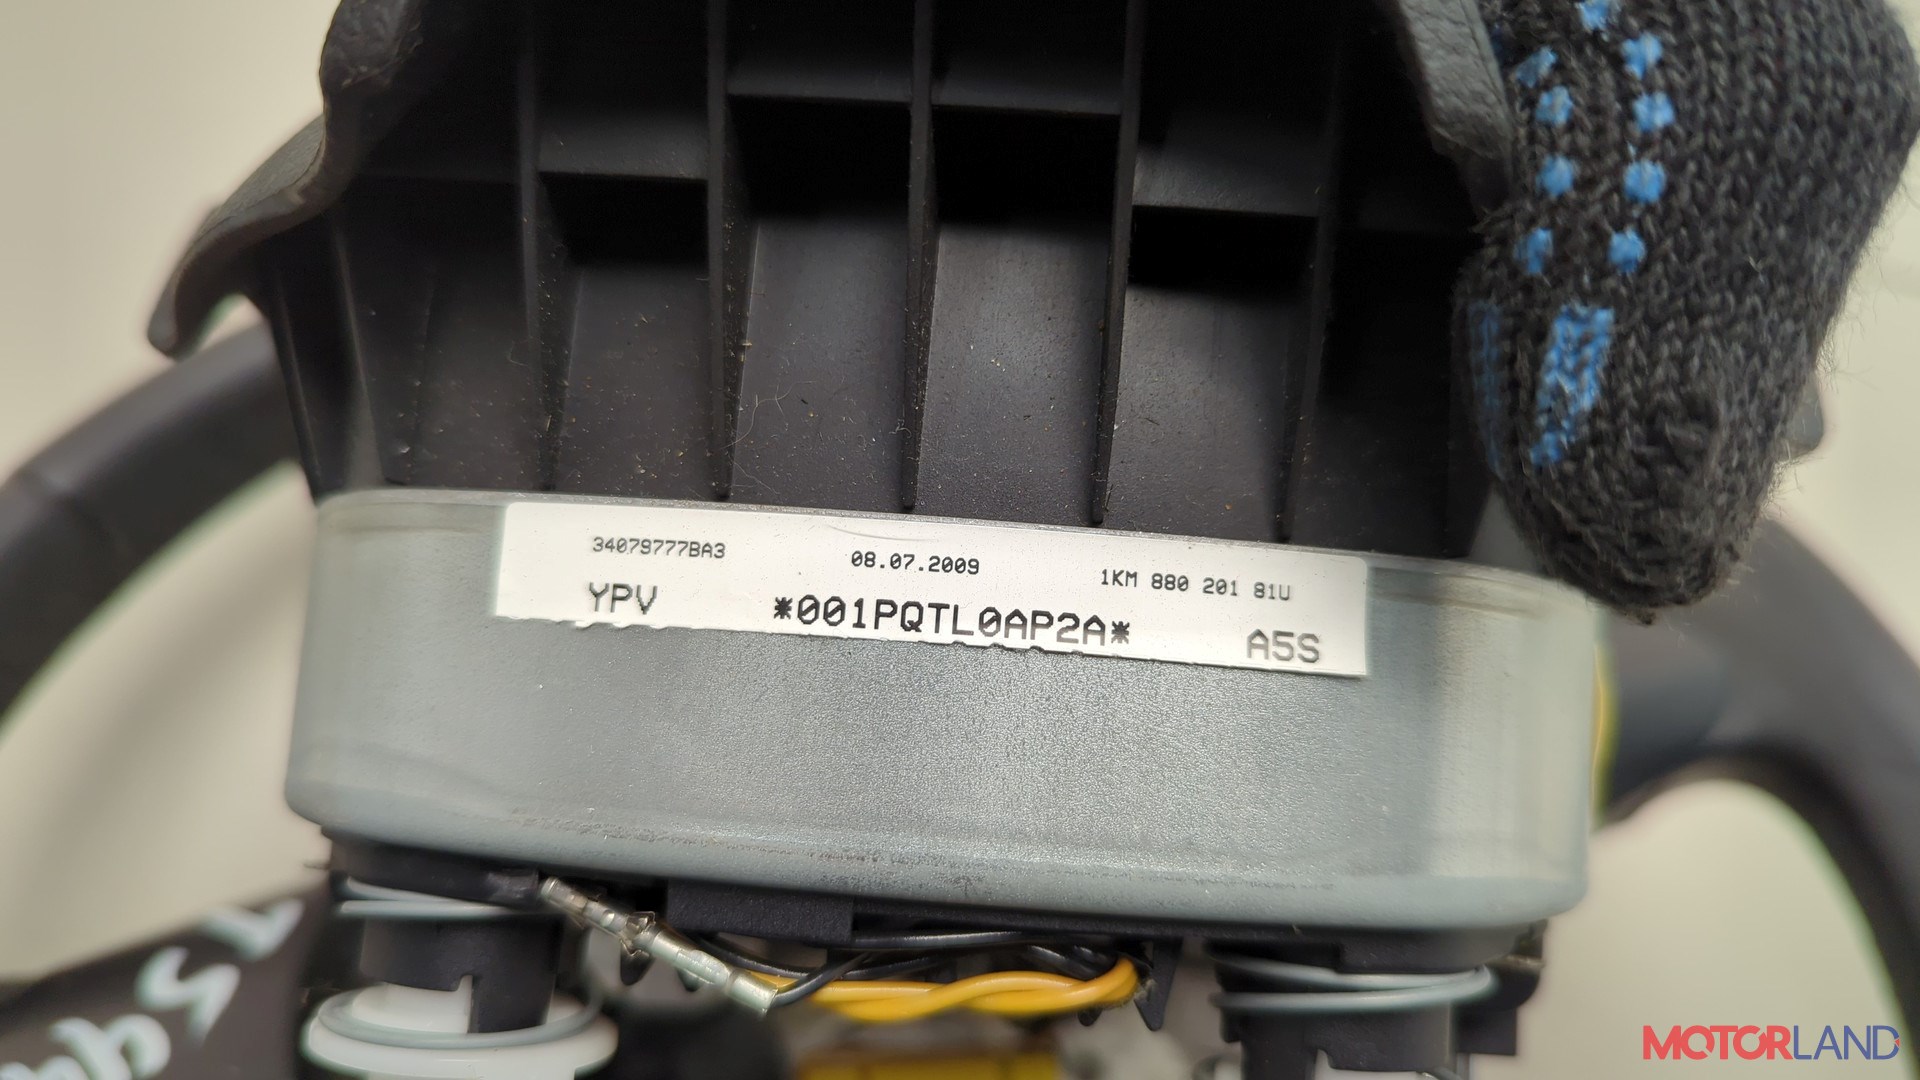 34079777BA3 08.07.2009 1KM 880 201 81U
YPV *001PQTL0AP2A* A5S
MOTORLAND